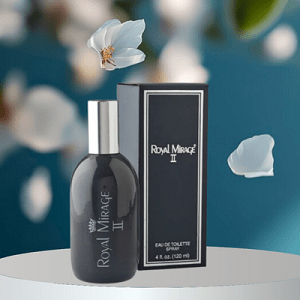 ROYAL MIRAGE
II
ROYAL MIRAGE
II
EAU DE TOILETTE
SPRAY
4 fl. oz. (120 ml)